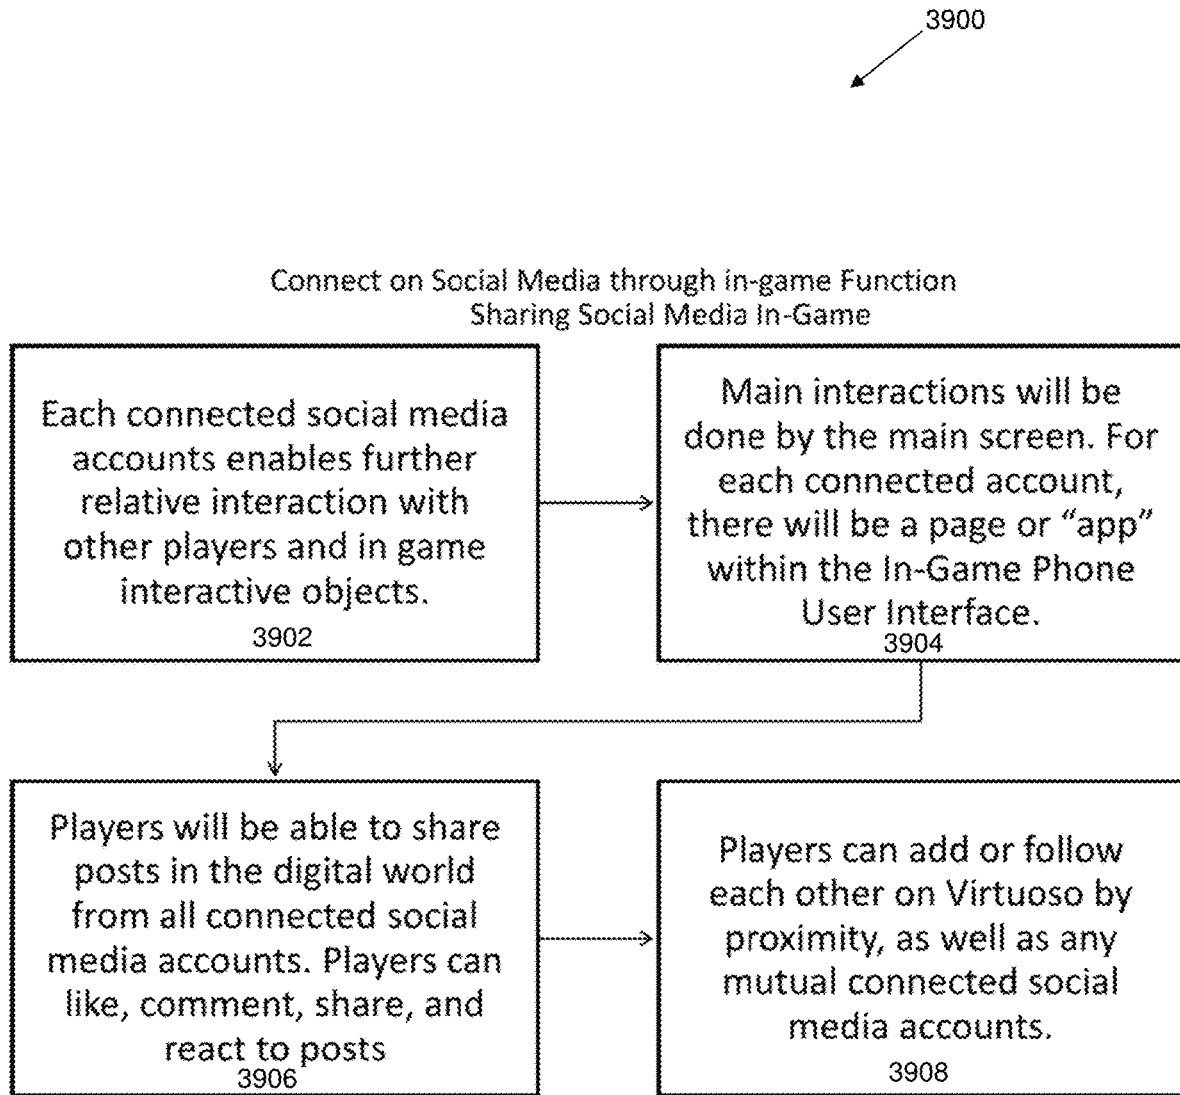 3900
Connect on Social Media through in-game Function
Sharing Social Media In-Game
Each connected social media
accounts enables further
relative interaction with
other players and in game
interactive objects.
3902
Main interactions will be
done by the main screen. For
each connected account,
there will be a page or “app”
within the In-Game Phone
User Interface.
3904
Players will be able to share
posts in the digital world
from all connected social
media accounts. Players can
like, comment, share, and
react to posts
3906
Players can add or follow
each other on Virtuoso by
proximity, as well as any
mutual connected social
media accounts.
3908